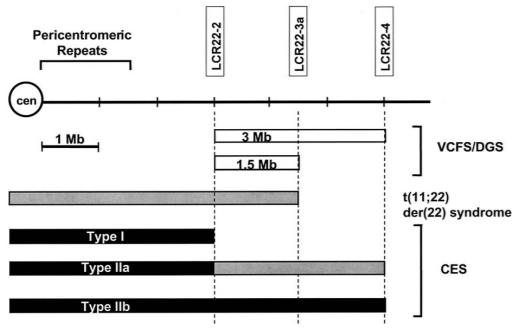 Pericentromeric
Repeats
LCR22-2
LCR22-3a
LCR22-4
cen
1 Mb
3 Mb
1.5 Mb
VCFS/DGS
t(11;22)
der(22) syndrome
Type I
Type IIa
Type IIb
CES